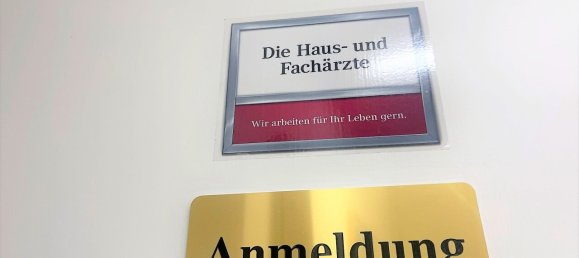 Die Haus- und
Fachärzte
Wir arbeiten für Ihr Leben gern.
Anmeldung